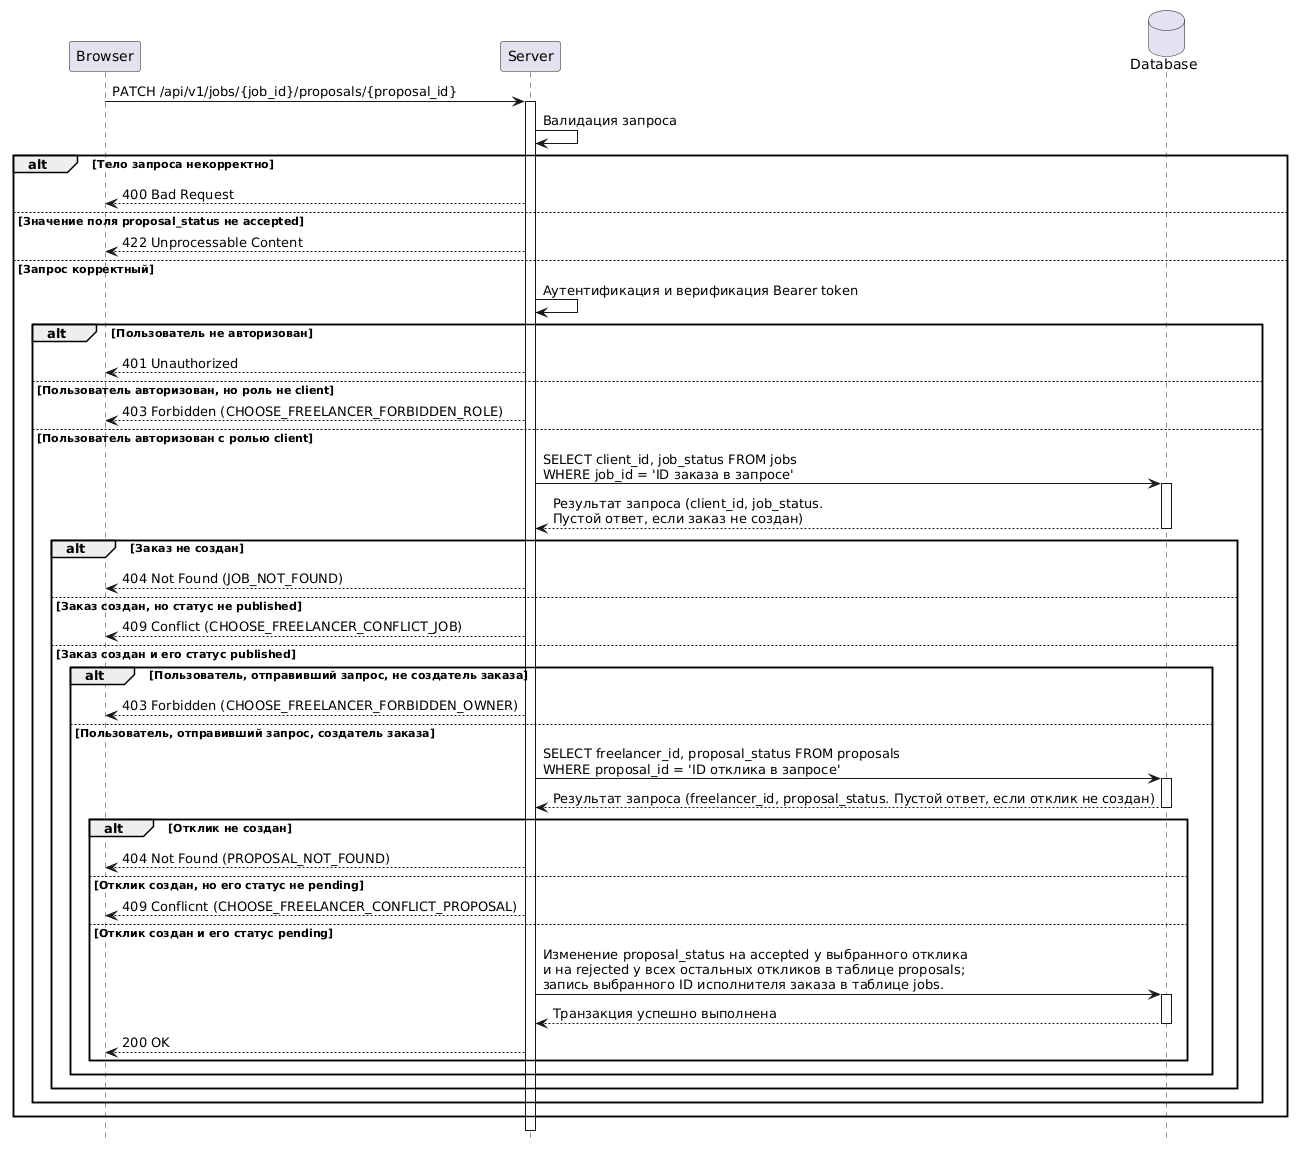 Browser
Server
Database
PATCH /api/v1/jobs/{job_id}/proposals/{proposal_id}
Валидация запроса
alt [Тело запроса некорректно]
400 Bad Request
[Значение поля proposal_status не accepted]
422 Unprocessable Content
[Запрос корректный]
Аутентификация и верификация Bearer token
alt [Пользователь не авторизован]
401 Unauthorized
[Пользователь авторизован, но роль не client]
403 Forbidden (CHOOSE_FREELANCER_FORBIDDEN_ROLE)
[Пользователь авторизован с ролью client]
SELECT client_id, job_status FROM jobs
WHERE job_id = 'ID заказа в запросе'
Результат запроса (client_id, job_status.
Пустой ответ, если заказ не создан)
alt [Заказ не создан]
404 Not Found (JOB_NOT_FOUND)
[Заказ создан, но статус не published]
409 Conflict (CHOOSE_FREELANCER_CONFLICT_JOB)
[Заказ создан и его статус published]
alt [Пользователь, отправивший запрос, не создатель заказа]
403 Forbidden (CHOOSE_FREELANCER_FORBIDDEN_OWNER)
[Пользователь, отправивший запрос, создатель заказа]
SELECT freelancer_id, proposal_status FROM proposals
WHERE proposal_id = 'ID отклика в запросе'
Результат запроса (freelancer_id, proposal_status. Пустой ответ, если отклик не создан)
alt [Отклик не создан]
404 Not Found (PROPOSAL_NOT_FOUND)
[Отклик создан, но его статус не pending]
409 Conflicnt (CHOOSE_FREELANCER_CONFLICT_PROPOSAL)
[Отклик создан и его статус pending]
Изменение proposal_status на accepted у выбранного отклика
и на rejected у всех остальных откликов в таблице proposals;
запись выбранного ID исполнителя заказа в таблице jobs.
Транзакция успешно выполнена
200 OK